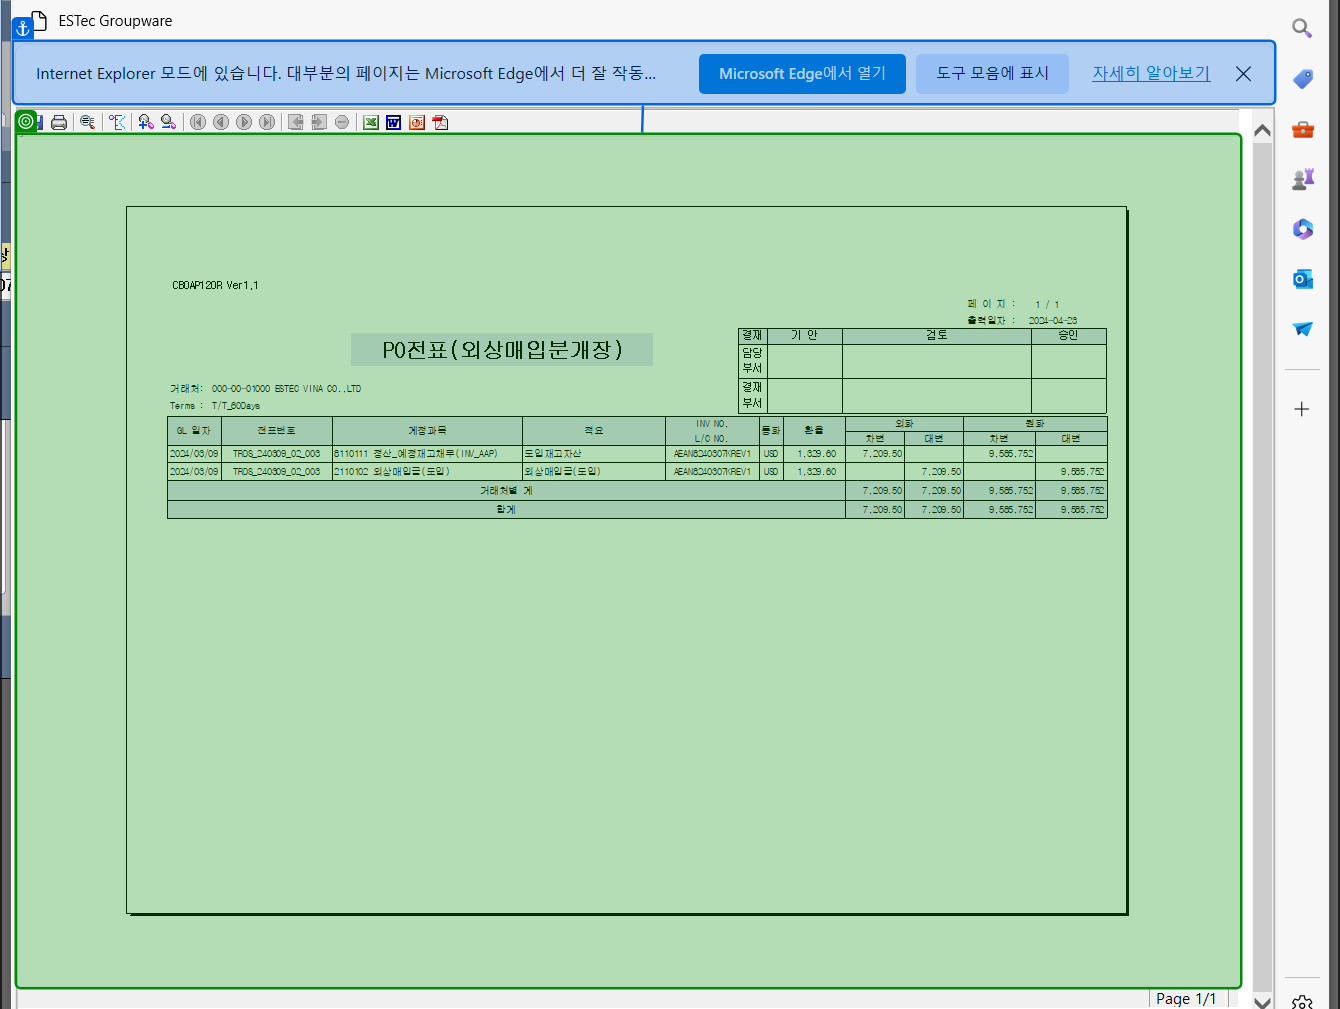 ESTec Groupware
Internet Explorer 모드에 있습니다. 대부분의 페이지는 Microsoft Edge에서 더 잘 작동...
Microsoft Edge에서 열기
도구 모음에 표시
자세히 알아보기
CBOAP120R Ver1.1
페 이 지 : 1 / 1
출력일자 : 2024-04-23
PO전표(외상매입분개장)
결재 기 안 검토 승인
담당부서
결재부서
거래처: 000-00-01000 ESTEC VINA CO.,LTD
Terms : T/T_60Days
GL 일자 전표번호 계정과목 적요 INV NO. L/C NO. 통화 환율 외화 차변 대변 원화 차변 대변
2024/03/09 TRDS_240309_02_003 8110111 정산_예정재고채무(INV_AAP) 도입재고자산 AEAN8240307KREV1 USD 1,329.60 7,209.50 9,585,752
2024/03/09 TRDS_240309_02_003 2110102 외상매입금(도입) 외상매입금(도입) AEAN8240307KREV1 USD 1,329.60 7,209.50 9,585,752
거래처별 계 7,209.50 7,209.50 9,585,752 9,585,752
합계 7,209.50 7,209.50 9,585,752 9,585,752
Page 1/1